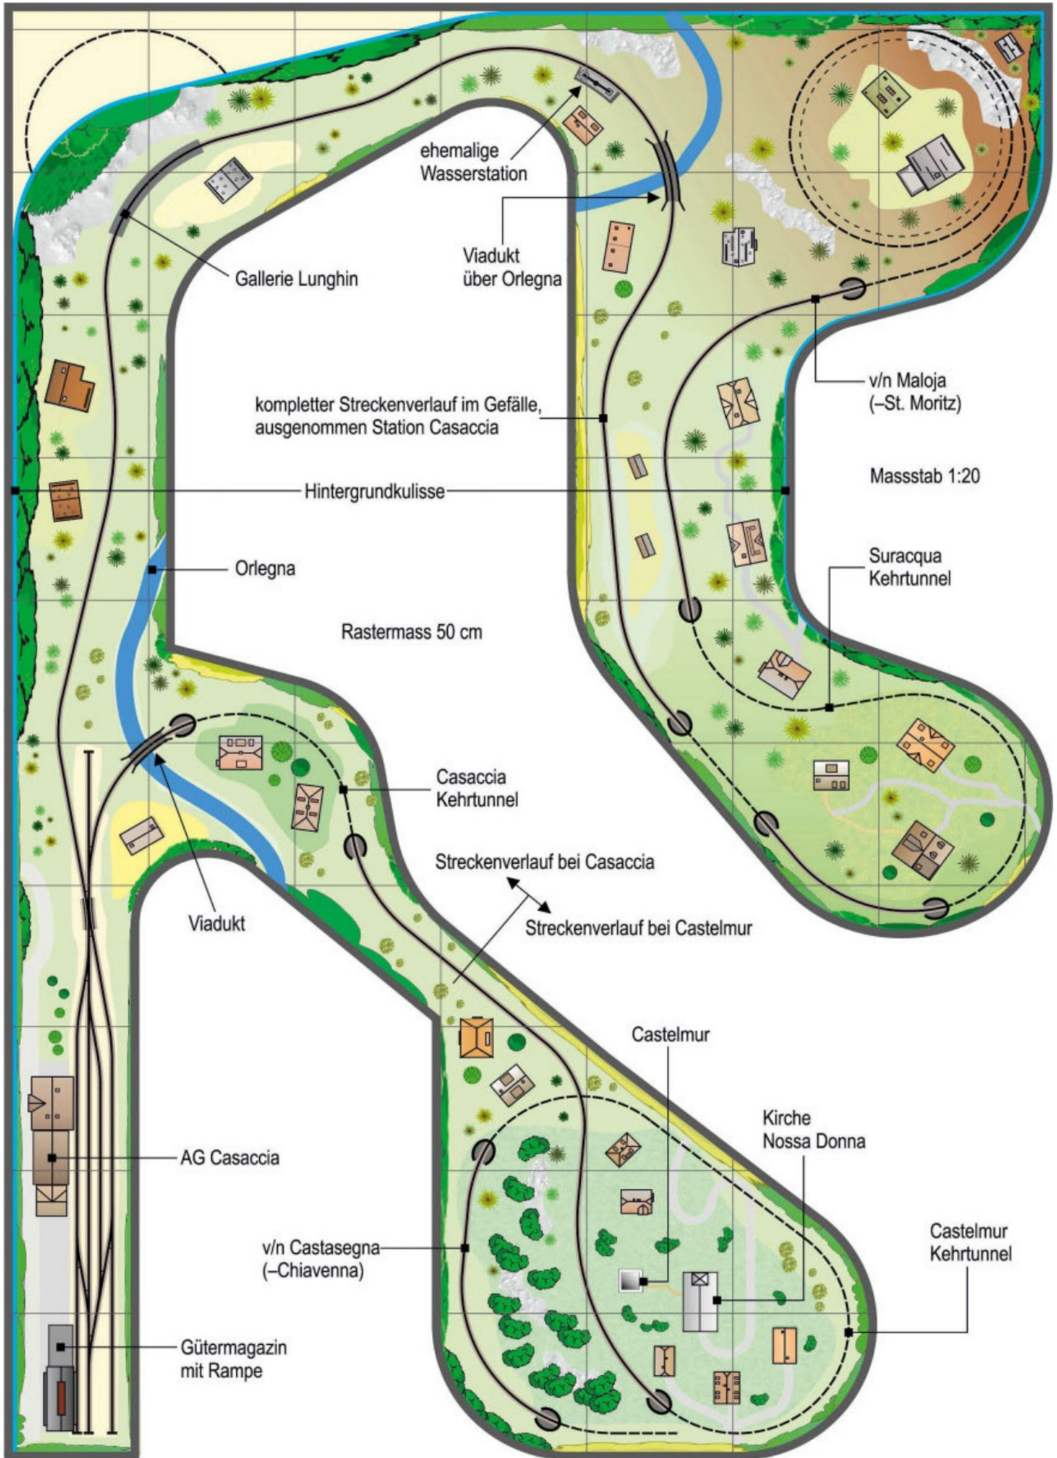 ehemalige
Wasserstation
Gallerie Lunghin
Viadukt
über Orlegna
v/n Maloja
(–St. Moritz)
kompletter Streckenverlauf im Gefälle,
ausgenommen Station Casaccia
Massstab 1:20
Hintergrundkulisse
Orlegna
Suracqua
Kehrtunnel
Rastermass 50 cm
Casaccia
Kehrtunnel
Streckenverlauf bei Casaccia
Viadukt
Streckenverlauf bei Castelmur
Castelmur
Kirche
Nossa Donna
AG Casaccia
v/n Castasegna
(–Chiavenna)
Castelmur
Kehrtunnel
Gütermagazin
mit Rampe